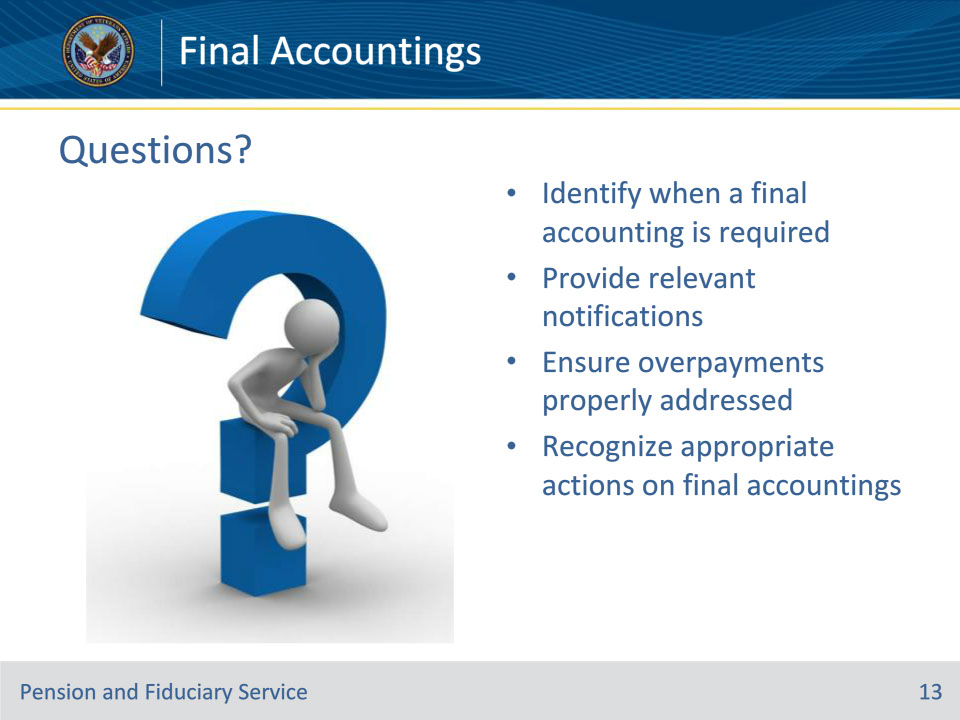 DEPARTMENT OF VETERANS AFFAIRS
UNITED STATES OF AMERICA
Final Accountings
Questions?
• Identify when a final
accounting is required
• Provide relevant
notifications
• Ensure overpayments
properly addressed
• Recognize appropriate
actions on final accountings
Pension and Fiduciary Service
13